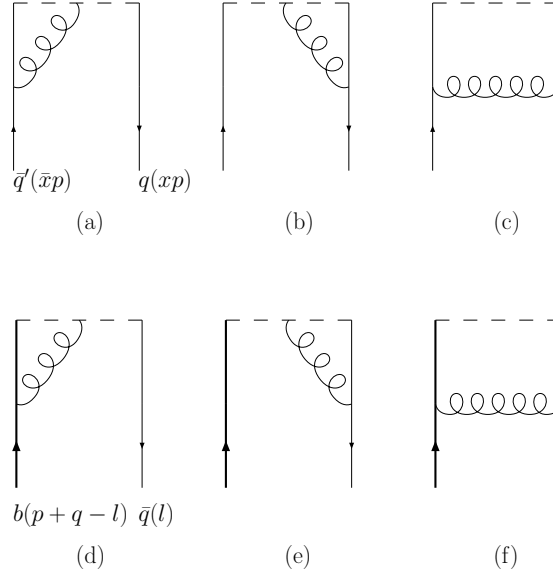 q̄′(x̄p) q(xp)
(a) (b) (c)
b(p + q − l) q̄(l)
(d) (e) (f)